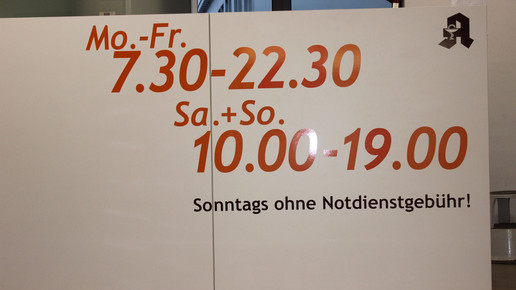 Mo.-Fr.
7.30-22.30
Sa.+So.
10.00-19.00
Sonntags ohne Notdienstgebühr!